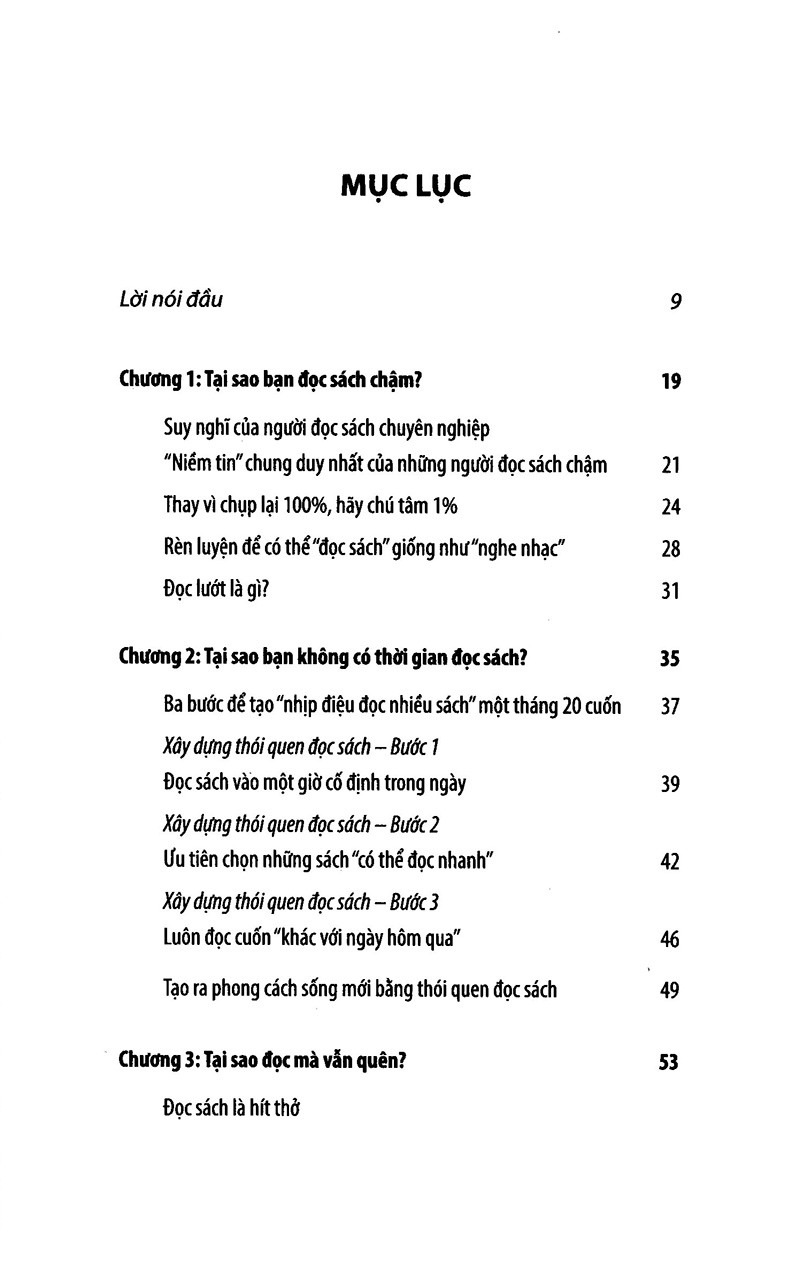 MỤC LỤC
Lời nói đầu 9
Chương 1: Tại sao bạn đọc sách chậm? 19
Suy nghĩ của người đọc sách chuyên nghiệp
“Niềm tin” chung duy nhất của những người đọc sách chậm 21
Thay vì chụp lại 100%, hãy chú tâm 1% 24
Rèn luyện để có thể “đọc sách” giống như “nghe nhạc” 28
Đọc lướt là gì? 31
Chương 2: Tại sao bạn không có thời gian đọc sách? 35
Ba bước để tạo “nhịp điệu đọc nhiều sách” một tháng 20 cuốn 37
Xây dựng thói quen đọc sách – Bước 1
Đọc sách vào một giờ cố định trong ngày 39
Xây dựng thói quen đọc sách – Bước 2
Ưu tiên chọn những sách “có thể đọc nhanh” 42
Xây dựng thói quen đọc sách – Bước 3
Luôn đọc cuốn “khác với ngày hôm qua” 46
Tạo ra phong cách sống mới bằng thói quen đọc sách 49
Chương 3: Tại sao đọc mà vẫn quên? 53
Đọc sách là hít thở